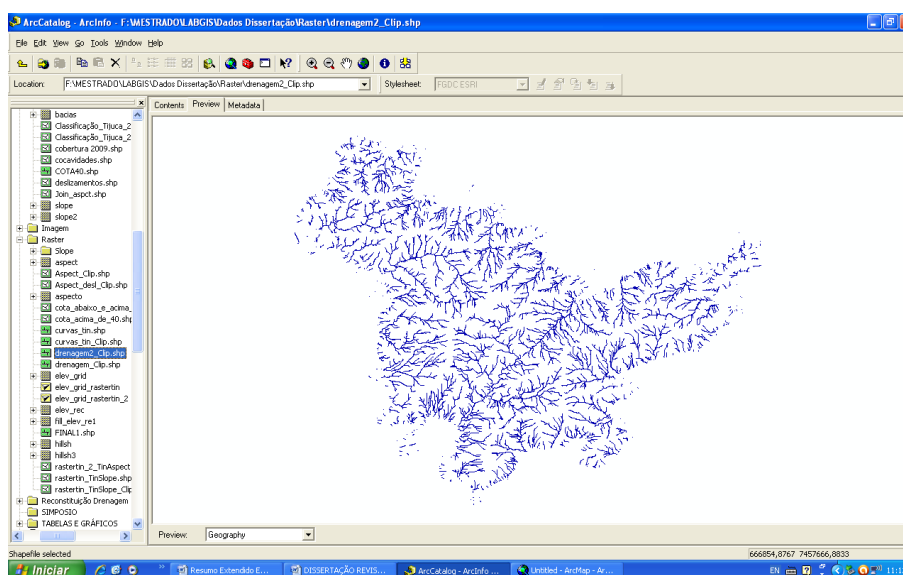 ArcCatalog - ArcInfo - F:\MESTRADO\LABGIS\Dados Dissertação\Raster\drenagem2_Clip.shp
File Edit View Go Tools Window Help
Location: F:\MESTRADO\LABGIS\Dados Dissertação\Raster\drenagem2_Clip.shp Stylesheet: FGDC ESRI
Contents Preview Metadata
bacias
Classificação_Tijuca_2
Classificação_Tijuca_2
cobertura 2009.shp
cocavidades.shp
COTA40.shp
deslizamentos.shp
Join_aspct.shp
slope
slope2
Imagem
Raster
Slope
aspect
Aspect_Clip.shp
Aspect_desl_Clip.shp
aspecto
cota_abaixo_e_acima_
cota_acima_de_40.shp
curvas_tin.shp
curvas_tin_Clip.shp
drenagem2_Clip.shp
drenagem_Clip.shp
elev_grid
elev_grid_rastertin
elev_grid_rastertin_2
elev_rec
fill_elev_re1
FINAL1.shp
hillsh
hillsh3
rastertin_2_TinAspect
rastertin_TinSlope.shp
rastertin_TinSlope_Clip
Reconstituição Drenagem
SIMPOSIO
TABELAS E GRÁFICOS
Preview: Geography
Shapefile selected 666854,8767 7457666,8833
Iniciar Resumo Extendido E... DISSERTAÇÃO REVIS... ArcCatalog - ArcInfo ... Untitled - ArcMap - Ar... EN